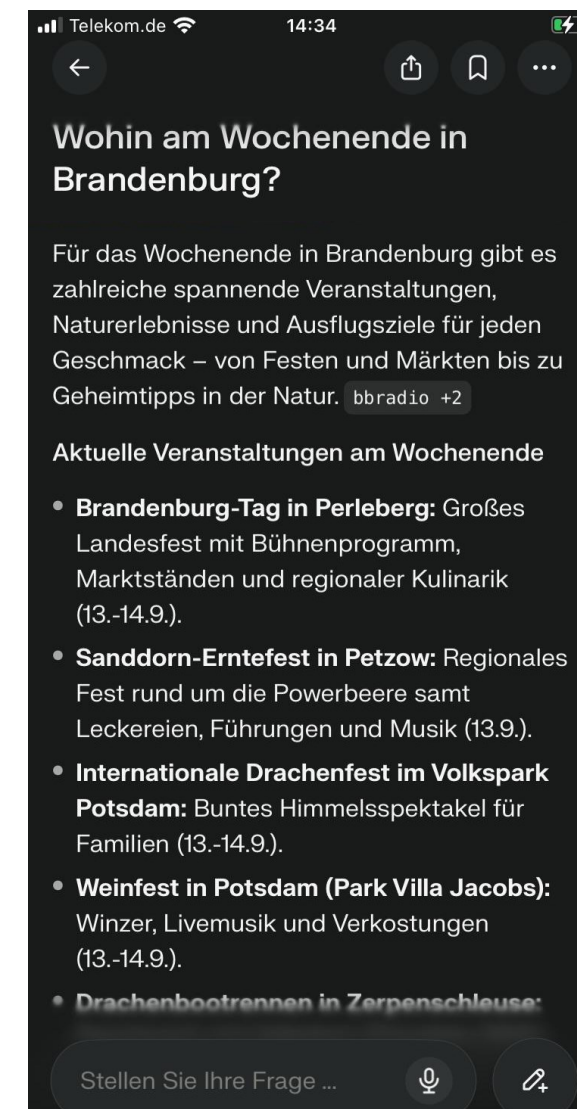 Telekom.de 14:34
Wohin am Wochenende in
Brandenburg?
Für das Wochenende in Brandenburg gibt es
zahlreiche spannende Veranstaltungen,
Naturerlebnisse und Ausflugsziele für jeden
Geschmack – von Festen und Märkten bis zu
Geheimtipps in der Natur. bbradio +2
Aktuelle Veranstaltungen am Wochenende
• Brandenburg-Tag in Perleberg: Großes
Landesfest mit Bühnenprogramm,
Marktständen und regionaler Kulinarik
(13.-14.9.).
• Sanddorn-Erntefest in Petzow: Regionales
Fest rund um die Powerbeere samt
Leckereien, Führungen und Musik (13.9.).
• Internationale Drachenfest im Volkspark
Potsdam: Buntes Himmelsspektakel für
Familien (13.-14.9.).
• Weinfest in Potsdam (Park Villa Jacobs):
Winzer, Livemusik und Verkostungen
(13.-14.9.).
• Drachenbootrennen in Zerpenschleuse:
Stellen Sie Ihre Frage ...